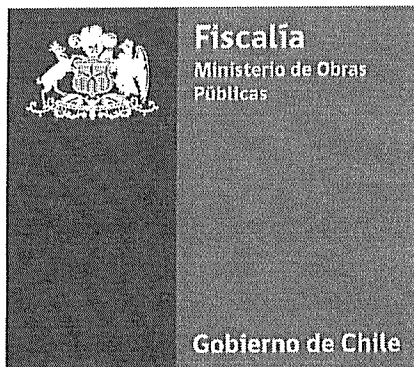 Fiscalía
Ministerio de Obras
Públicas
Gobierno de Chile